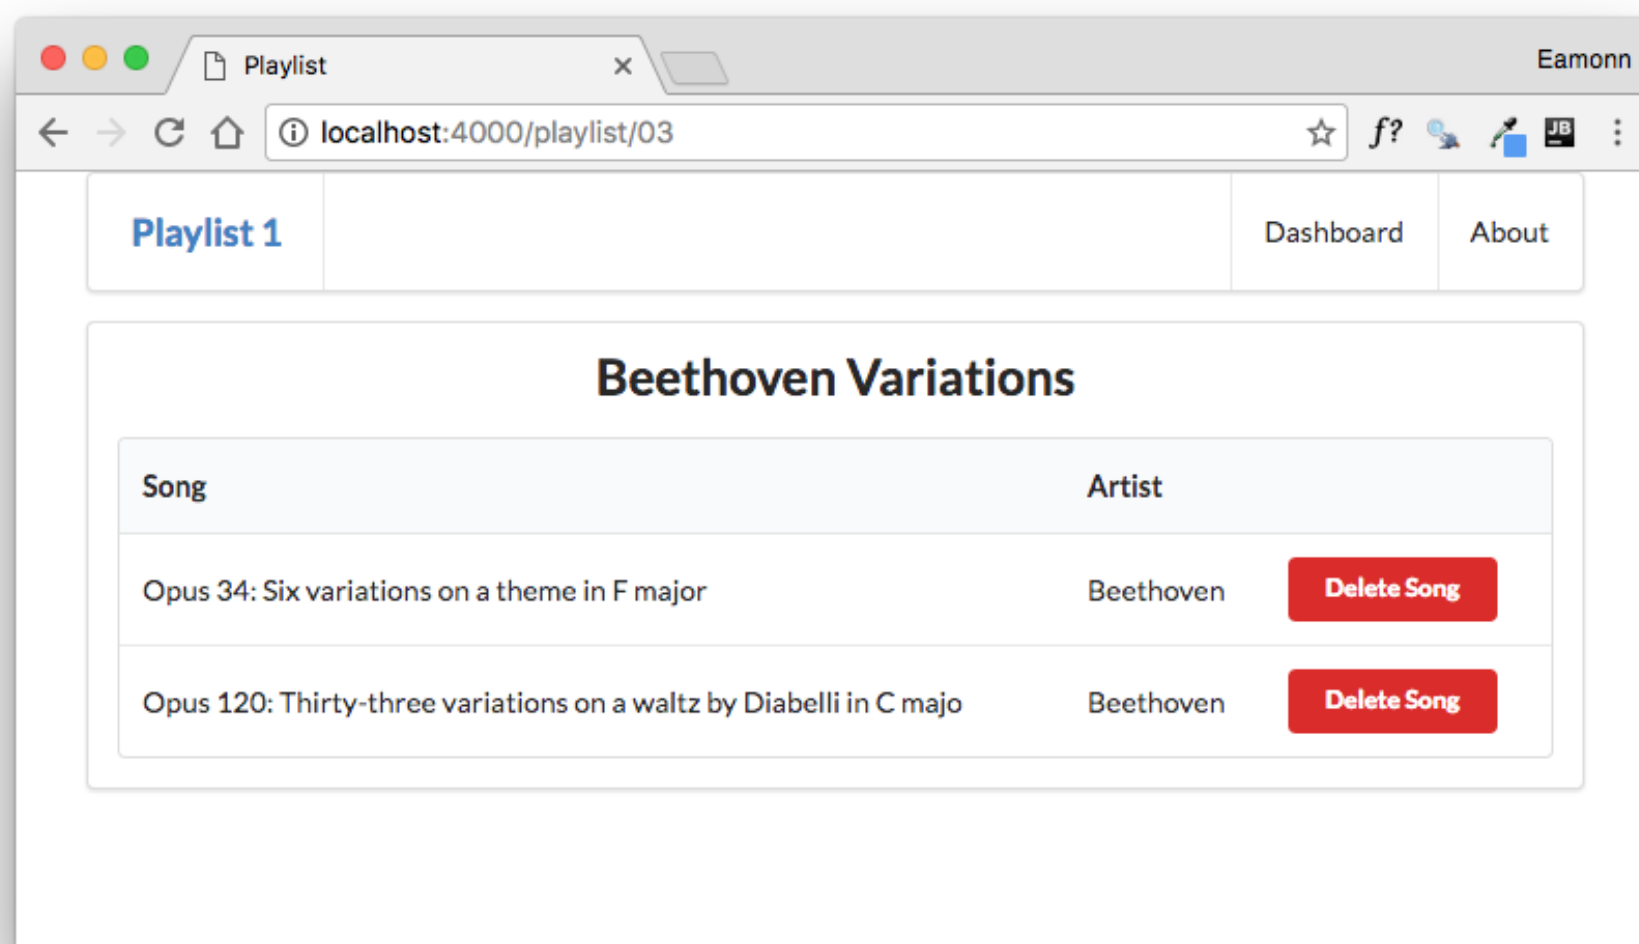 Playlist
Eamonn
localhost:4000/playlist/03
f?
JB
Playlist 1
Dashboard
About
Beethoven Variations
Song Artist
Opus 34: Six variations on a theme in F major Beethoven Delete Song
Opus 120: Thirty-three variations on a waltz by Diabelli in C majo Beethoven Delete Song